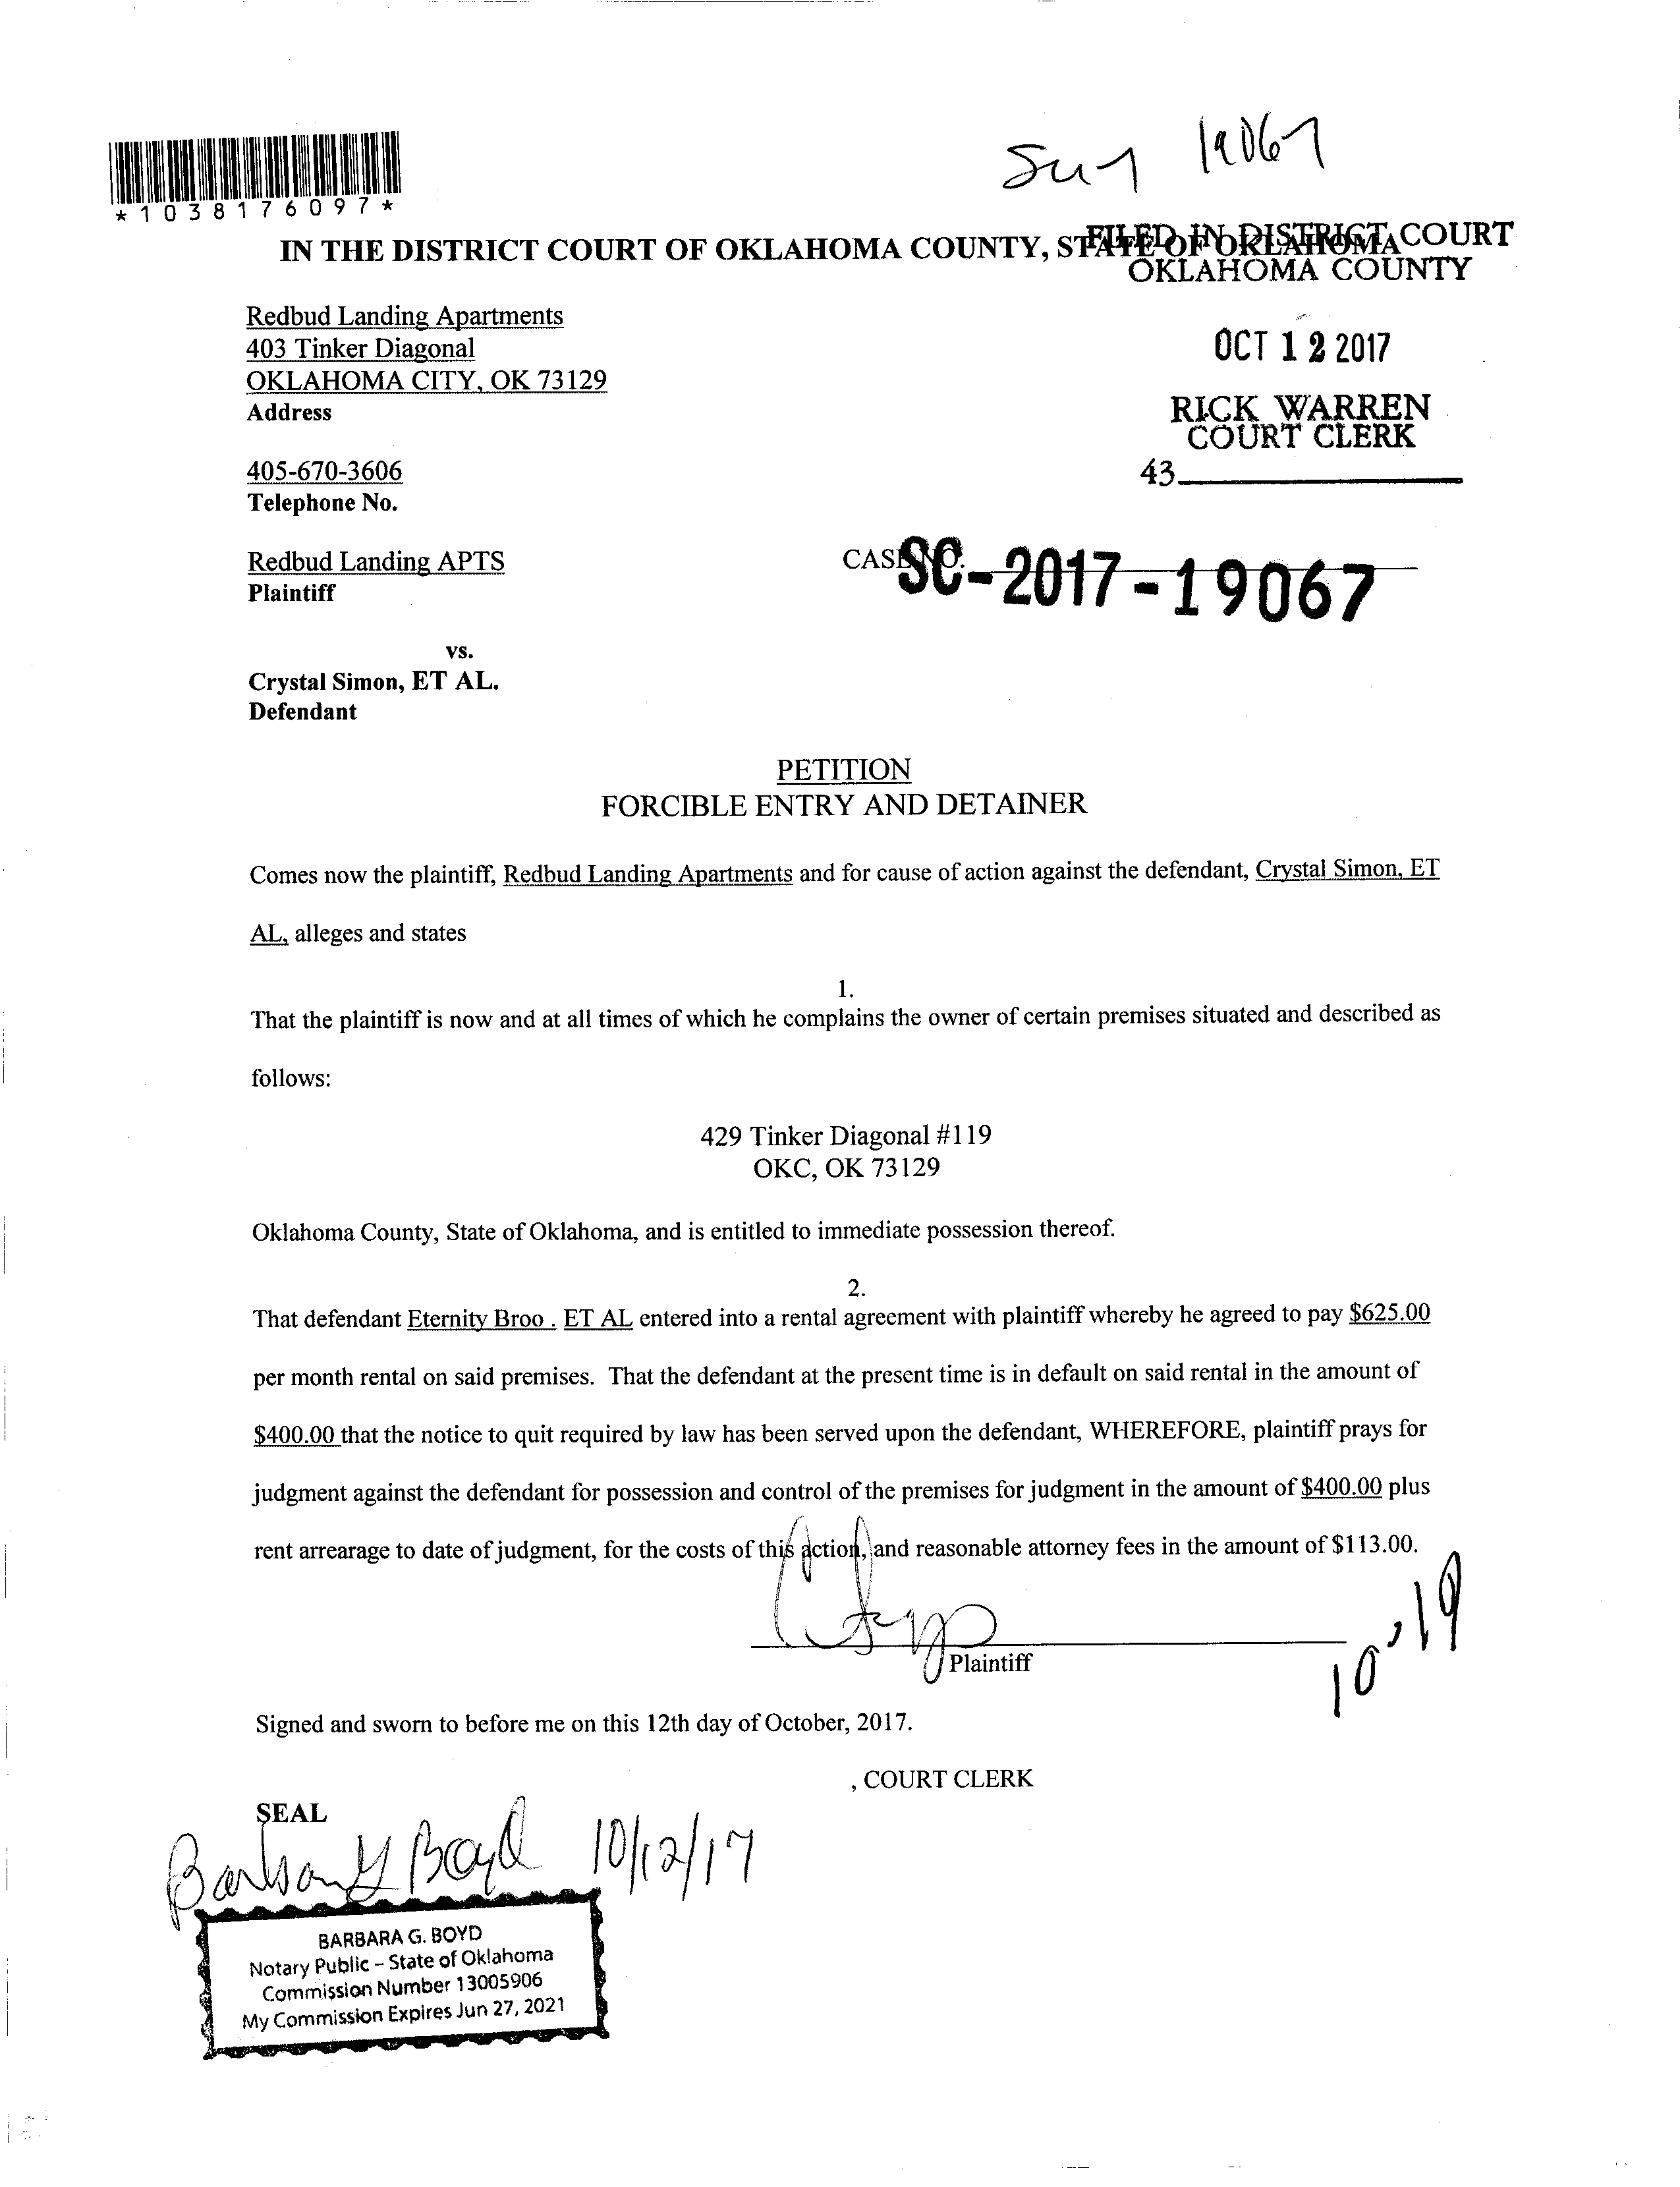 19067
*1038176097*
IN THE DISTRICT COURT OF OKLAHOMA COUNTY, STATE OF OKLAHOMA
FILED IN DISTRICT COURT
OKLAHOMA COUNTY
Redbud Landing Apartments
403 Tinker Diagonal
OKLAHOMA CITY, OK 73129
Address
OCT 12 2017
RICK WARREN
COURT CLERK
405-670-3606
Telephone No.
43
Redbud Landing APTS
Plaintiff
CASE NO.
SC-2017-19067
vs.
Crystal Simon, ET AL.
Defendant
PETITION
FORCIBLE ENTRY AND DETAINER
Comes now the plaintiff, Redbud Landing Apartments and for cause of action against the defendant, Crystal Simon, ET
AL, alleges and states
1.
That the plaintiff is now and at all times of which he complains the owner of certain premises situated and described as
follows:
429 Tinker Diagonal #119
OKC, OK 73129
Oklahoma County, State of Oklahoma, and is entitled to immediate possession thereof.
2.
That defendant Eternity Broo . ET AL entered into a rental agreement with plaintiff whereby he agreed to pay $625.00
per month rental on said premises. That the defendant at the present time is in default on said rental in the amount of
$400.00 that the notice to quit required by law has been served upon the defendant, WHEREFORE, plaintiff prays for
judgment against the defendant for possession and control of the premises for judgment in the amount of $400.00 plus
rent arrearage to date of judgment, for the costs of this action, and reasonable attorney fees in the amount of $113.00.
Plaintiff
10-19
Signed and sworn to before me on this 12th day of October, 2017.
, COURT CLERK
SEAL
Barbara G Boyd 10/12/17
BARBARA G. BOYD
Notary Public – State of Oklahoma
Commission Number 13005906
My Commission Expires Jun 27, 2021